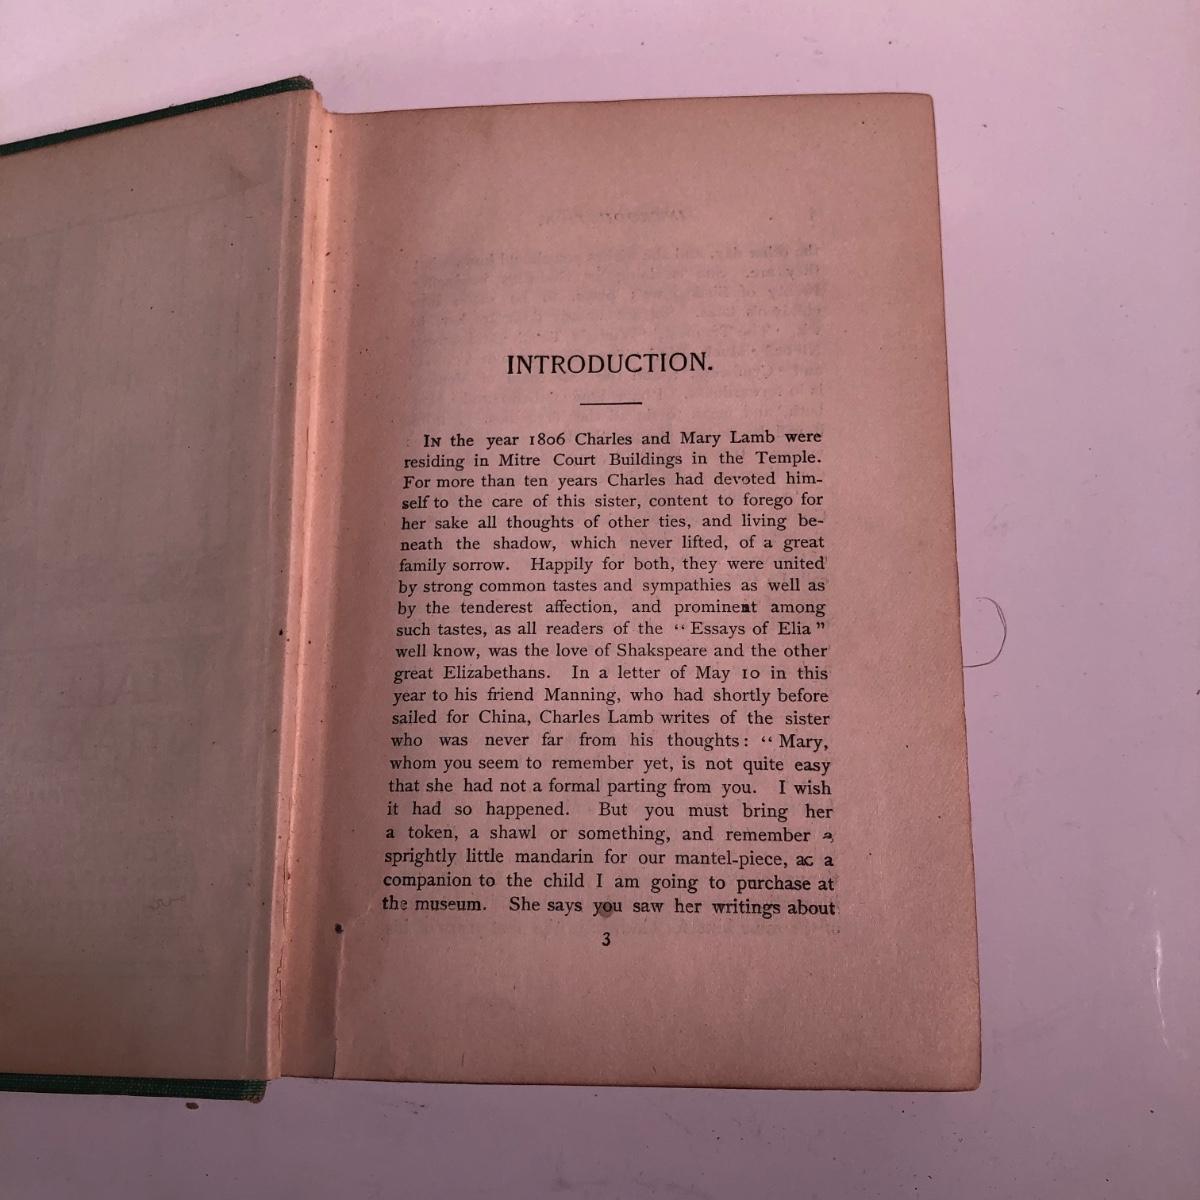 INTRODUCTION.
In the year 1806 Charles and Mary Lamb were
residing in Mitre Court Buildings in the Temple.
For more than ten years Charles had devoted him-
self to the care of this sister, content to forego for
her sake all thoughts of other ties, and living be-
neath the shadow, which never lifted, of a great
family sorrow. Happily for both, they were united
by strong common tastes and sympathies as well as
by the tenderest affection, and prominent among
such tastes, as all readers of the “Essays of Elia”
well know, was the love of Shakspeare and the other
great Elizabethans. In a letter of May 10 in this
year to his friend Manning, who had shortly before
sailed for China, Charles Lamb writes of the sister
who was never far from his thoughts: “Mary,
whom you seem to remember yet, is not quite easy
that she had not a formal parting from you. I wish
it had so happened. But you must bring her
a token, a shawl or something, and remember a
sprightly little mandarin for our mantel-piece, as a
companion to the child I am going to purchase at
the museum. She says you saw her writings about
3